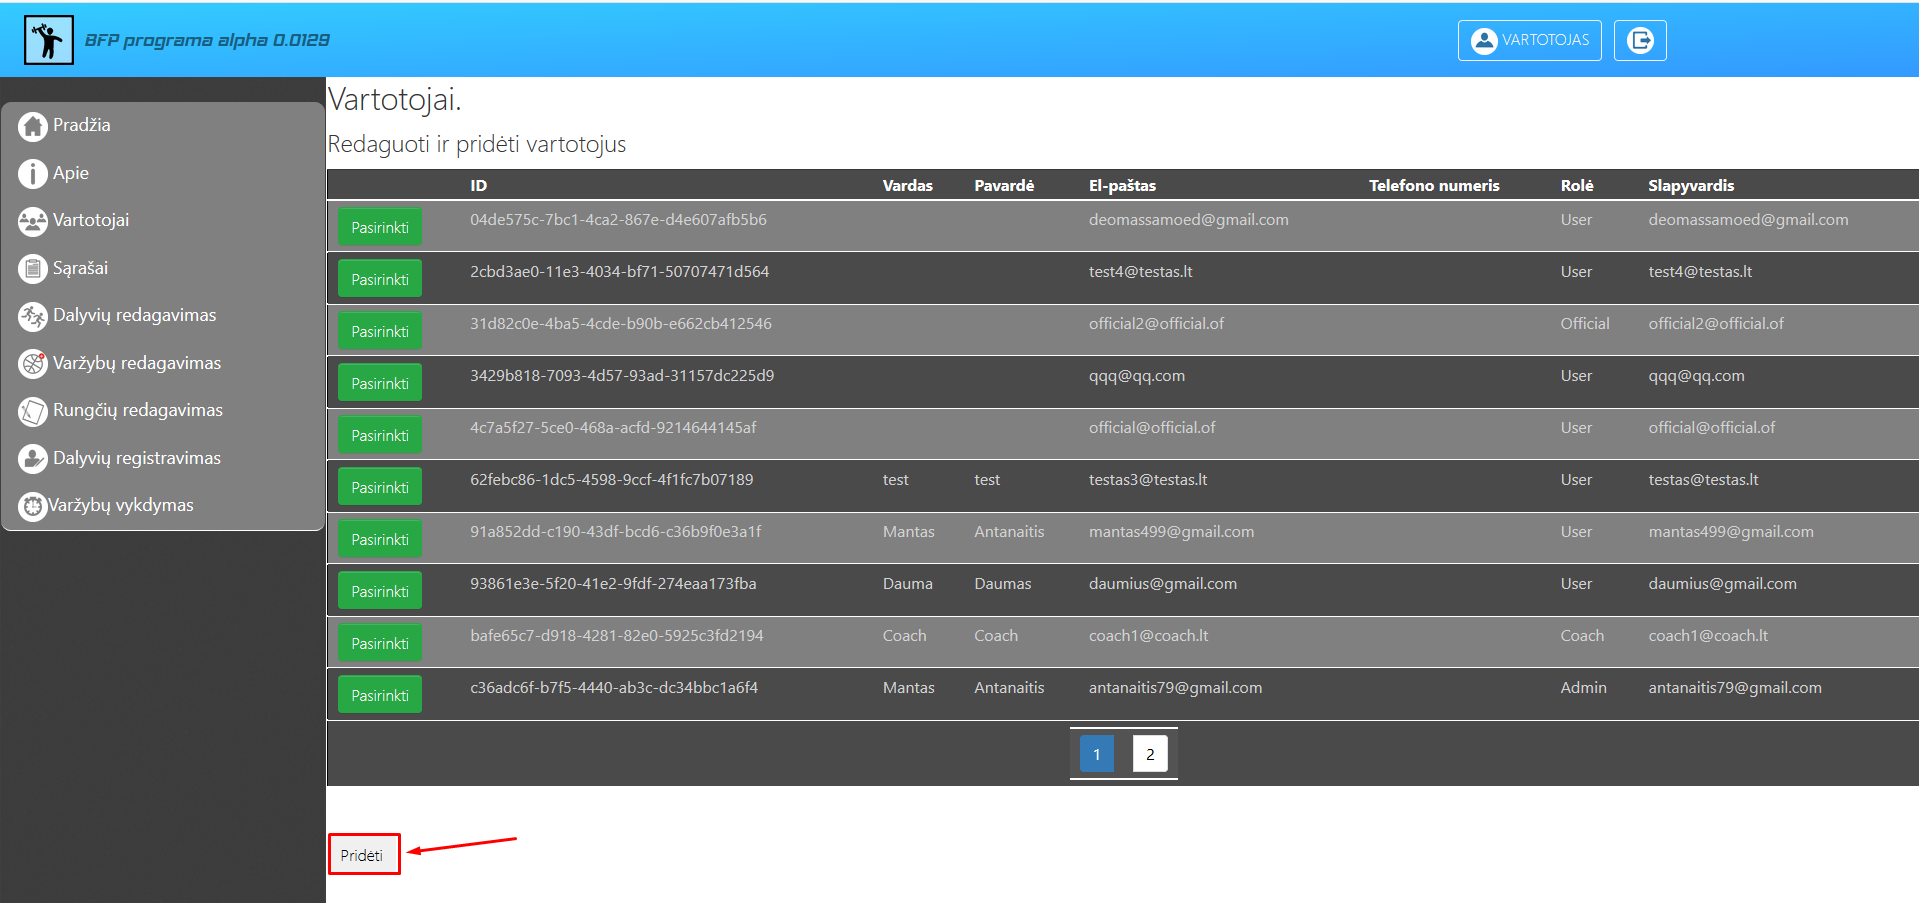 BFP programa alpha 0.0129
VARTOTOJAS
Pradžia
Apie
Vartotojai
Sąrašai
Dalyvių redagavimas
Varžybų redagavimas
Rungčių redagavimas
Dalyvių registravimas
Varžybų vykdymas
Vartotojai.
Redaguoti ir pridėti vartotojus
ID Vardas Pavardė El-paštas Telefono numeris Rolė Slapyvardis
Pasirinkti 04de575c-7bc1-4ca2-867e-d4e607afb5b6 deomassamoed@gmail.com User deomassamoed@gmail.com
Pasirinkti 2cbd3ae0-11e3-4034-bf71-50707471d564 test4@testas.lt User test4@testas.lt
Pasirinkti 31d82c0e-4ba5-4cde-b90b-e662cb412546 official2@official.of Official official2@official.of
Pasirinkti 3429b818-7093-4d57-93ad-31157dc225d9 qqq@qq.com User qqq@qq.com
Pasirinkti 4c7a5f27-5ce0-468a-acfd-9214644145af official@official.of User official@official.of
Pasirinkti 62febc86-1dc5-4598-9ccf-4f1fc7b07189 test test testas3@testas.lt User testas@testas.lt
Pasirinkti 91a852dd-c190-43df-bcd6-c36b9f0e3a1f Mantas Antanaitis mantas499@gmail.com User mantas499@gmail.com
Pasirinkti 93861e3e-5f20-41e2-9fdf-274eaa173fba Dauma Daumas daumius@gmail.com User daumius@gmail.com
Pasirinkti bafe65c7-d918-4281-82e0-5925c3fd2194 Coach Coach coach1@coach.lt Coach coach1@coach.lt
Pasirinkti c36adc6f-b7f5-4440-ab3c-dc34bbc1a6f4 Mantas Antanaitis antanaitis79@gmail.com Admin antanaitis79@gmail.com
1 2
Pridėti